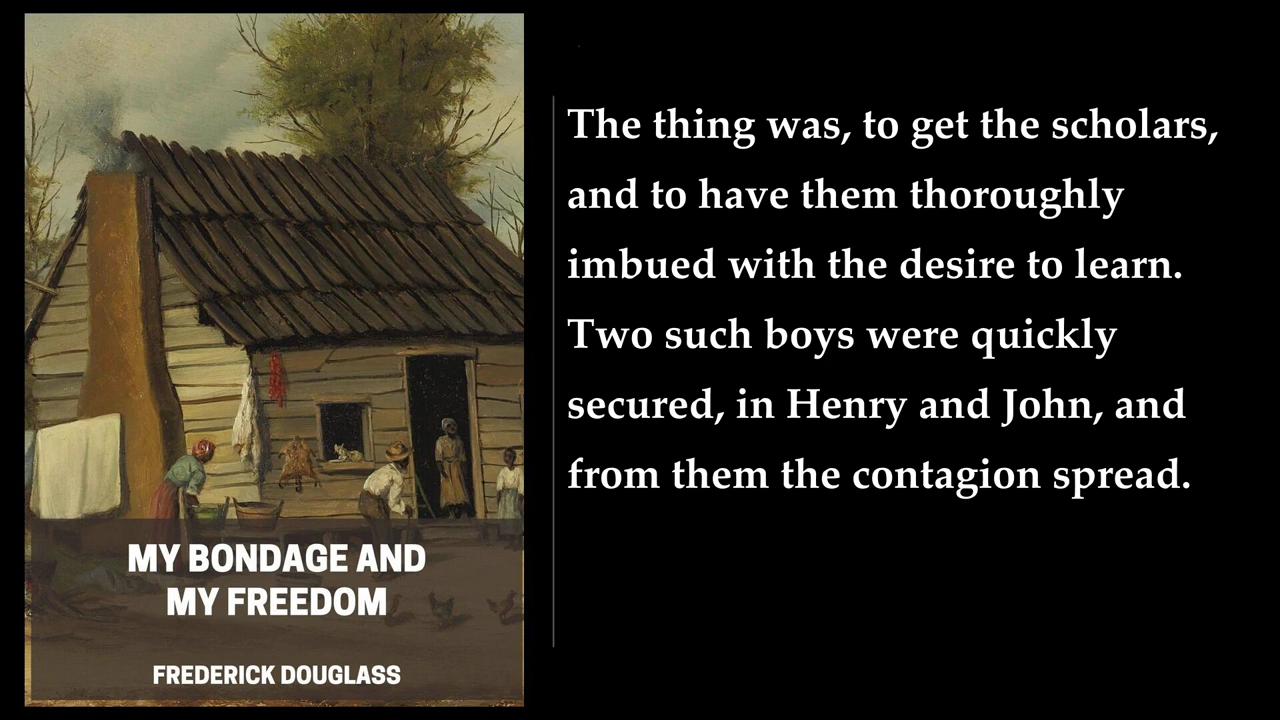 MY BONDAGE AND
MY FREEDOM
FREDERICK DOUGLASS
The thing was, to get the scholars,
and to have them thoroughly
imbued with the desire to learn.
Two such boys were quickly
secured, in Henry and John, and
from them the contagion spread.